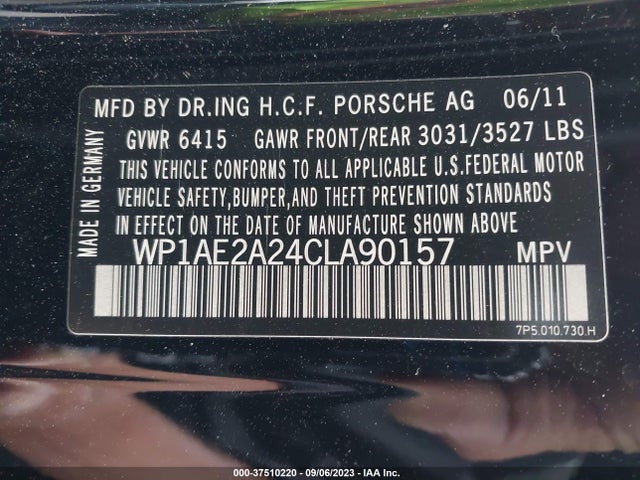 MFD BY DR.ING H.C.F. PORSCHE AG 06/11
GVWR 6415 GAWR FRONT/REAR 3031/3527 LBS
THIS VEHICLE CONFORMS TO ALL APPLICABLE U.S.FEDERAL MOTOR
VEHICLE SAFETY,BUMPER,AND THEFT PREVENTION STANDARDS
IN EFFECT ON THE DATE OF MANUFACTURE SHOWN ABOVE
MADE IN GERMANY
WP1AE2A24CLA90157 MPV
7P5.010.730.H
000-37510220 - 09/06/2023 - IAA Inc.